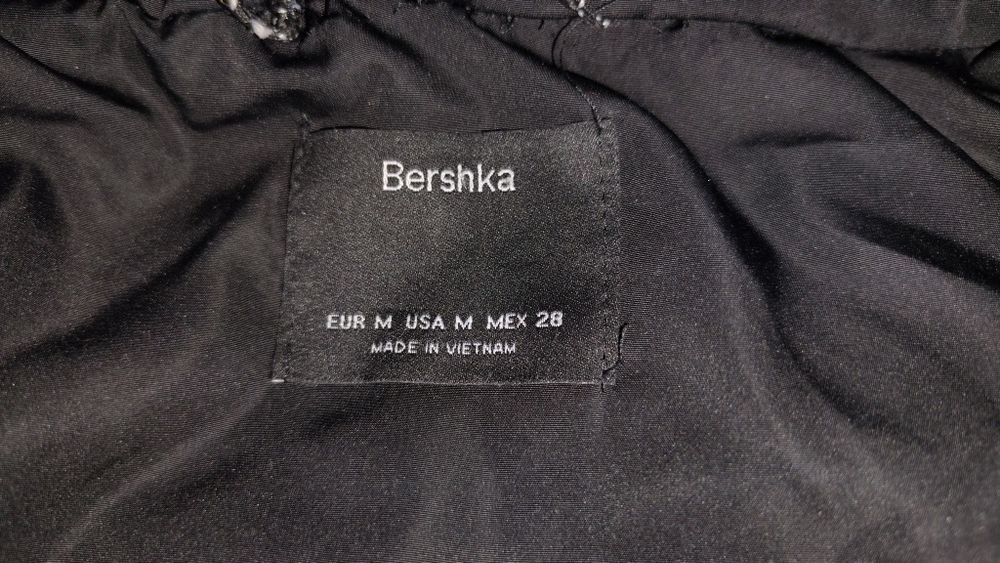 Bershka
EUR M USA M MEX 28
MADE IN VIETNAM